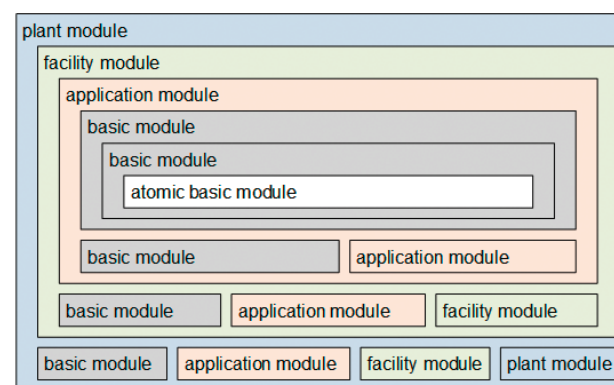 plant module
facility module
application module
basic module
basic module
atomic basic module
basic module application module
basic module application module facility module
basic module application module facility module plant module